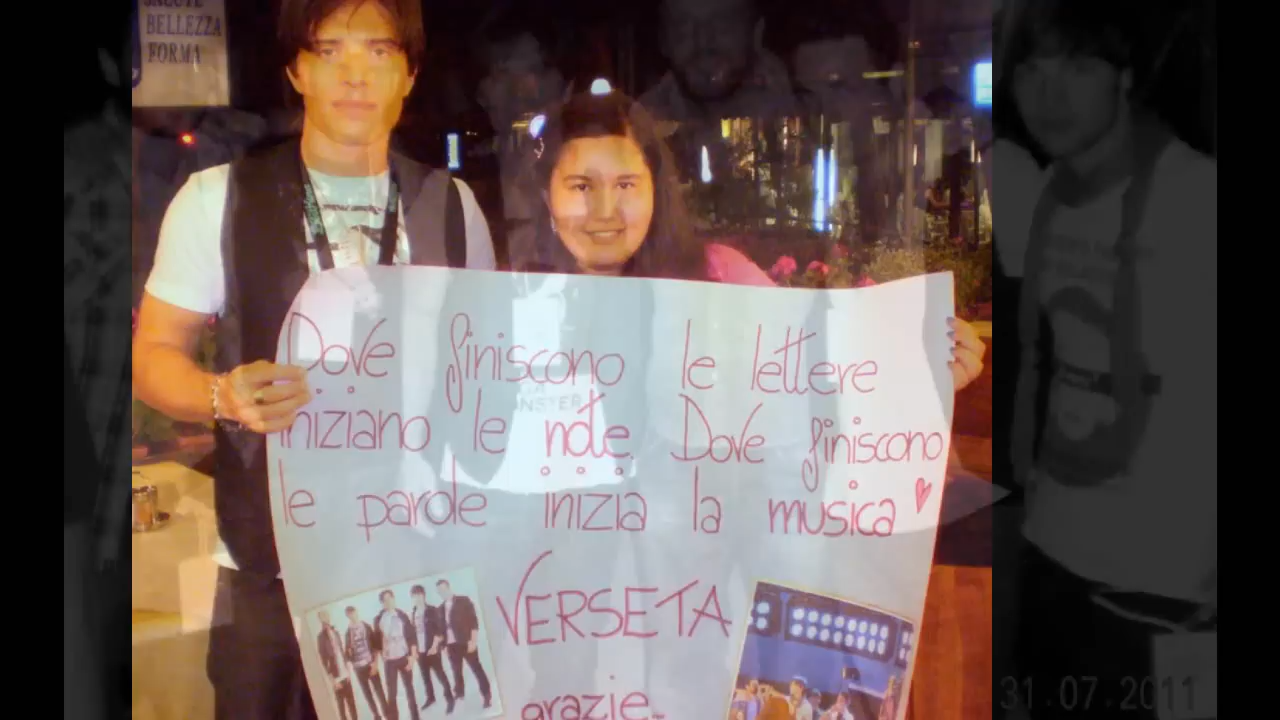 SALUTE
BELLEZZA
FORMA
Dove finiscono le lettere
iniziano le note. Dove finiscono
le parole inizia la musica
VERSETA
grazie
31.07.2011